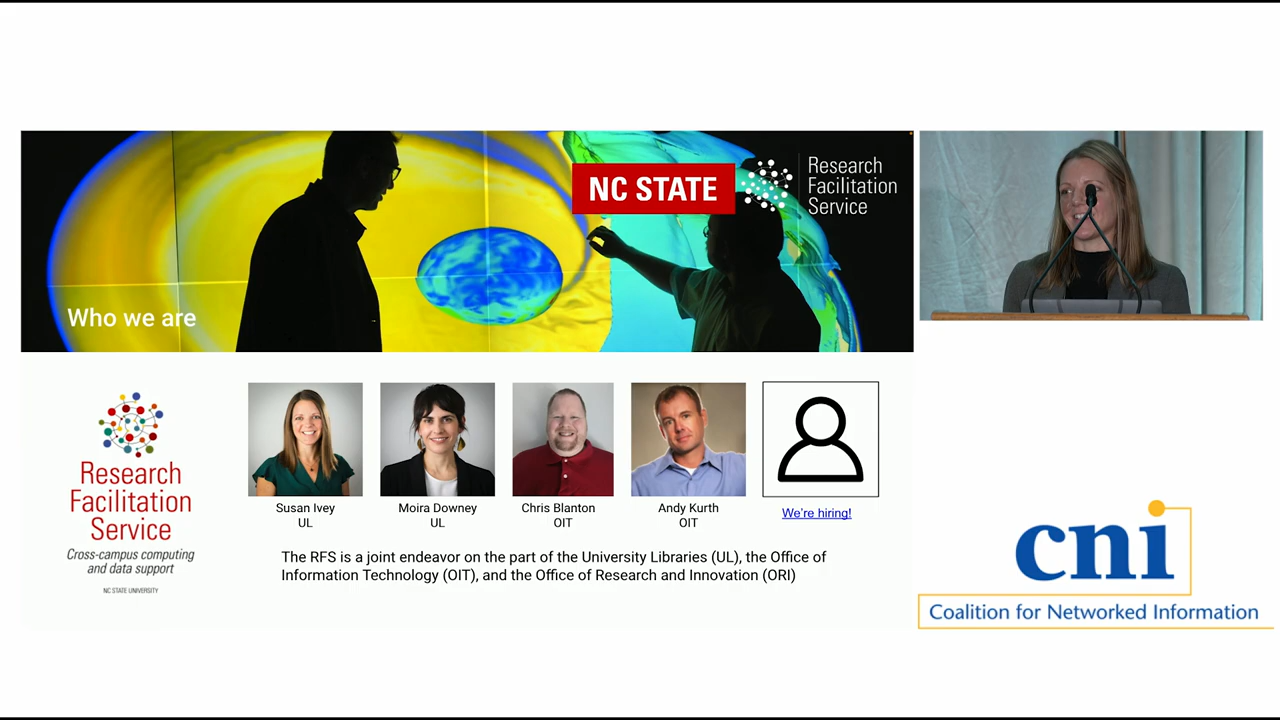 NC STATE
Research
Facilitation
Service
Who we are
Research
Facilitation
Service
Cross-campus computing
and data support
NC STATE UNIVERSITY
Susan Ivey
UL
Moira Downey
UL
Chris Blanton
OIT
Andy Kurth
OIT
We're hiring!
The RFS is a joint endeavor on the part of the University Libraries (UL), the Office of
Information Technology (OIT), and the Office of Research and Innovation (ORI)
cni
Coalition for Networked Information